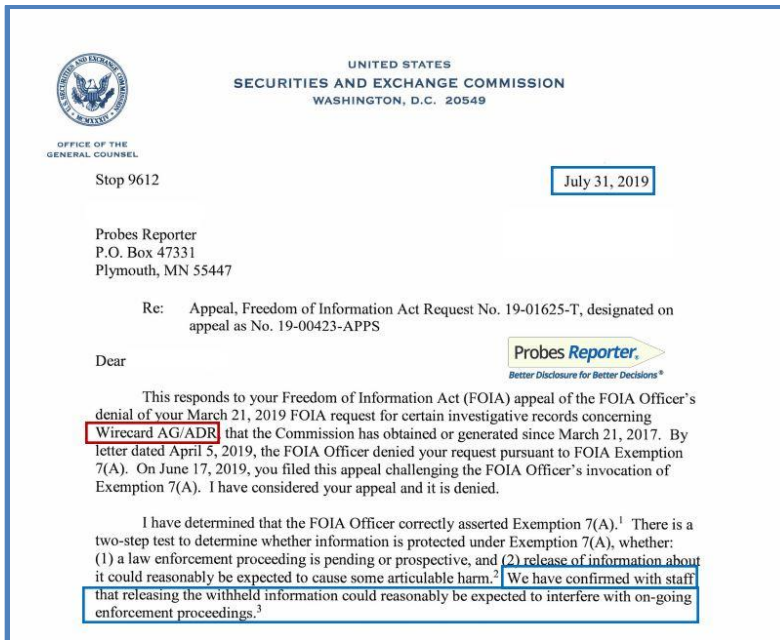 UNITED STATES
SECURITIES AND EXCHANGE COMMISSION
WASHINGTON, D.C. 20549
OFFICE OF THE
GENERAL COUNSEL
Stop 9612
July 31, 2019
Probes Reporter
P.O. Box 47331
Plymouth, MN 55447
Re: Appeal, Freedom of Information Act Request No. 19-01625-T, designated on
appeal as No. 19-00423-APPS
Dear
Probes Reporter®
Better Disclosure for Better Decisions®
This responds to your Freedom of Information Act (FOIA) appeal of the FOIA Officer's
denial of your March 21, 2019 FOIA request for certain investigative records concerning
Wirecard AG/ADR, that the Commission has obtained or generated since March 21, 2017. By
letter dated April 5, 2019, the FOIA Officer denied your request pursuant to FOIA Exemption
7(A). On June 17, 2019, you filed this appeal challenging the FOIA Officer's invocation of
Exemption 7(A). I have considered your appeal and it is denied.
I have determined that the FOIA Officer correctly asserted Exemption 7(A).¹ There is a
two-step test to determine whether information is protected under Exemption 7(A), whether:
(1) a law enforcement proceeding is pending or prospective, and (2) release of information about
it could reasonably be expected to cause some articulable harm.² We have confirmed with staff
that releasing the withheld information could reasonably be expected to interfere with on-going
enforcement proceedings.³